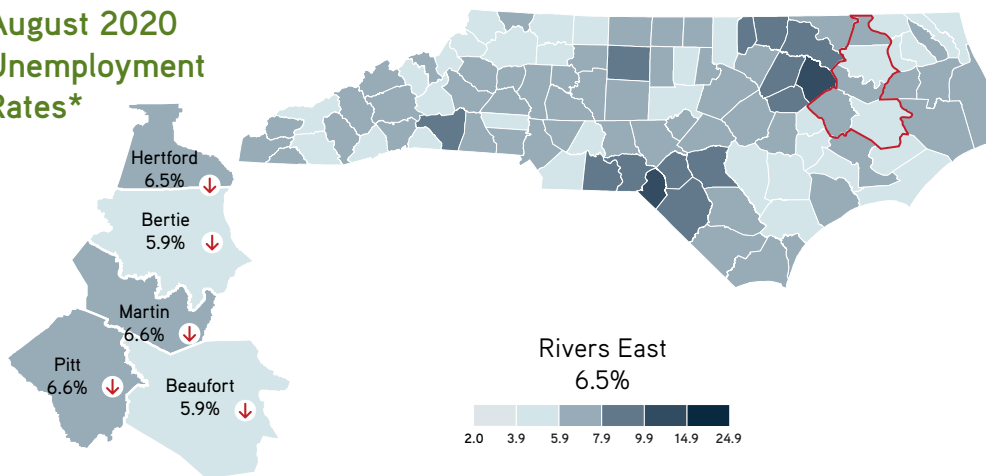 August 2020
Unemployment
Rates*
Hertford
6.5%
Bertie
5.9%
Martin
6.6%
Pitt
6.6%
Beaufort
5.9%
Rivers East
6.5%
2.0 3.9 5.9 7.9 9.9 14.9 24.9